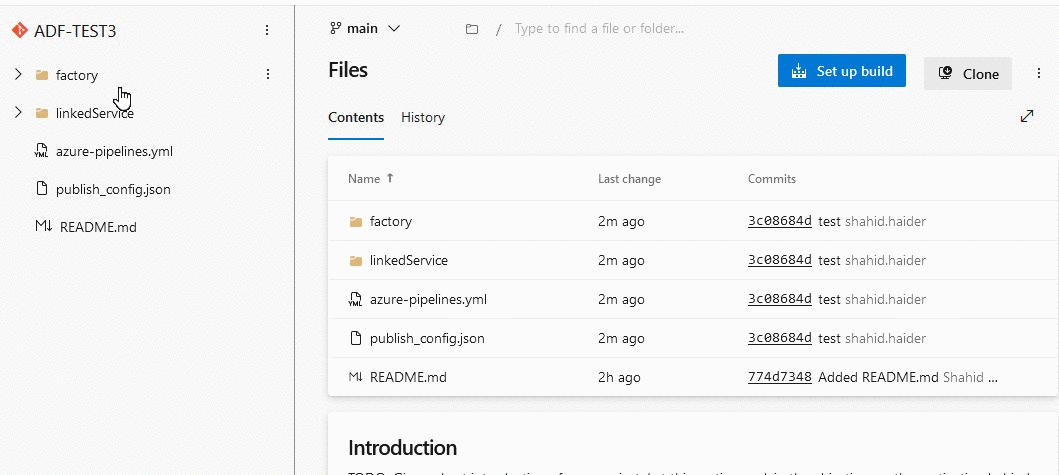 ADF-TEST3
factory
linkedService
azure-pipelines.yml
publish_config.json
README.md
main / Type to find a file or folder...
Files
Set up build
Clone
Contents History
Name ↑ Last change Commits
factory 2m ago 3c08684d test shahid.haider
linkedService 2m ago 3c08684d test shahid.haider
YML azure-pipelines.yml 2m ago 3c08684d test shahid.haider
publish_config.json 2m ago 3c08684d test shahid.haider
M↓ README.md 2h ago 774d7348 Added README.md Shahid ...
Introduction